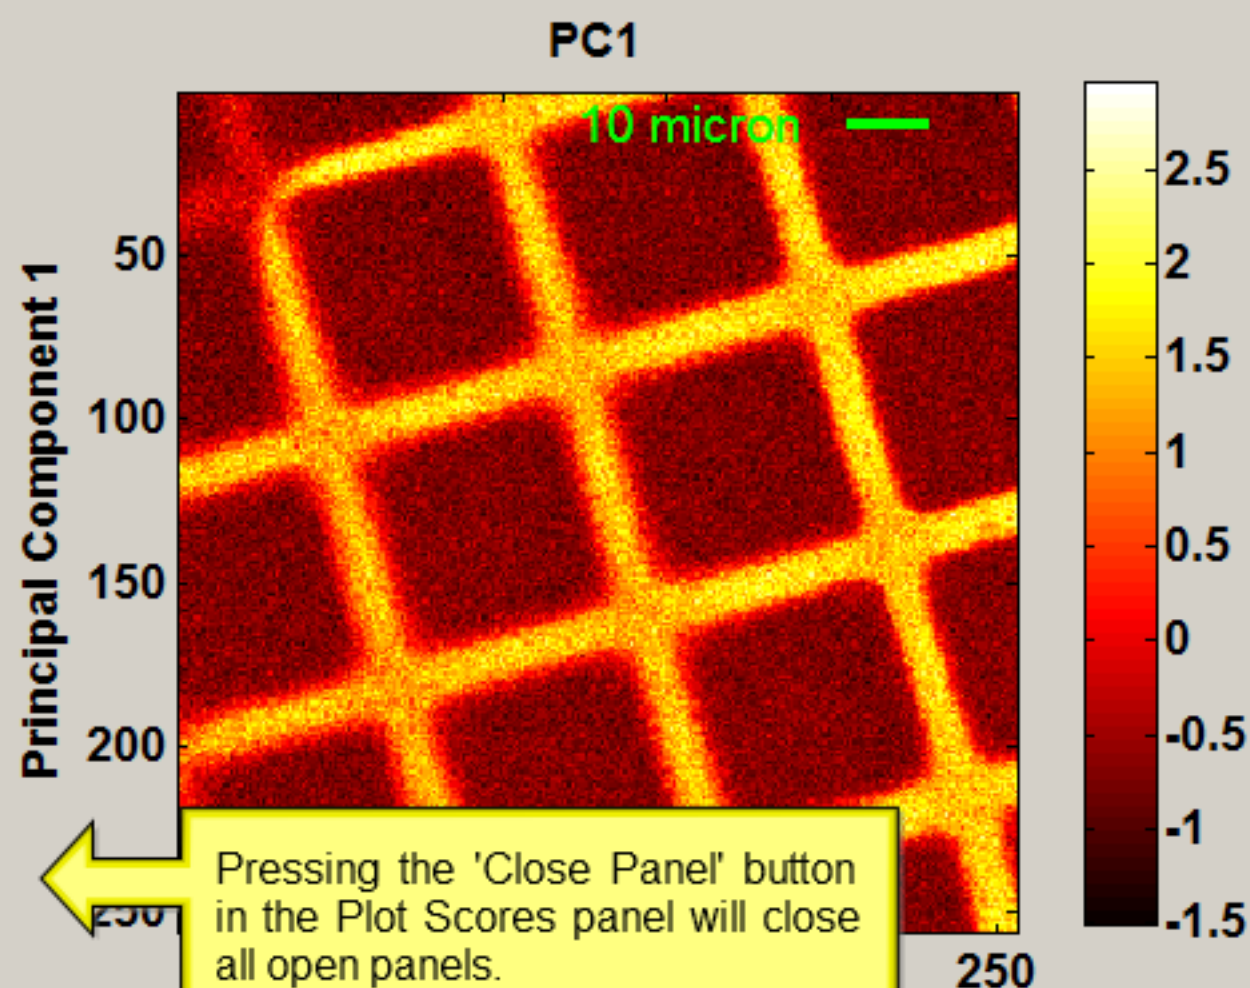 PC1
10 micron
Principal Component 1
50
100
150
200
250
250
2.5
2
1.5
1
0.5
0
-0.5
-1
-1.5
Pressing the 'Close Panel' button
in the Plot Scores panel will close
all open panels.